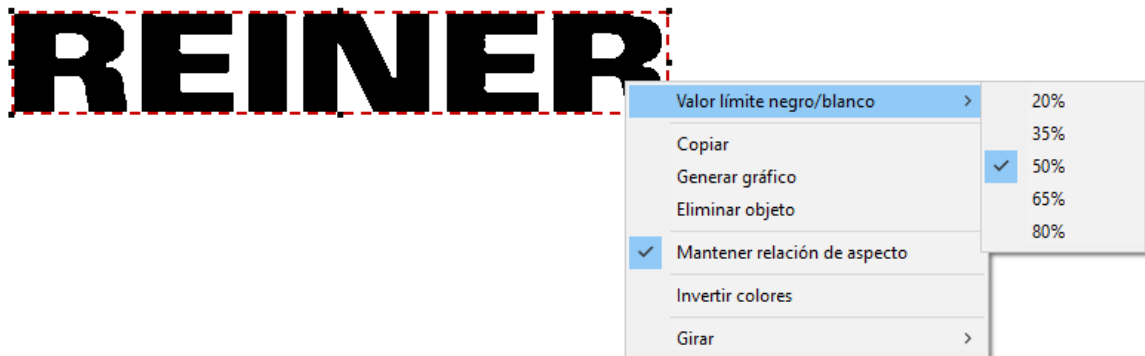 REINER
Valor límite negro/blanco
20%
35%
50%
65%
80%
Copiar
Generar gráfico
Eliminar objeto
Mantener relación de aspecto
Invertir colores
Girar